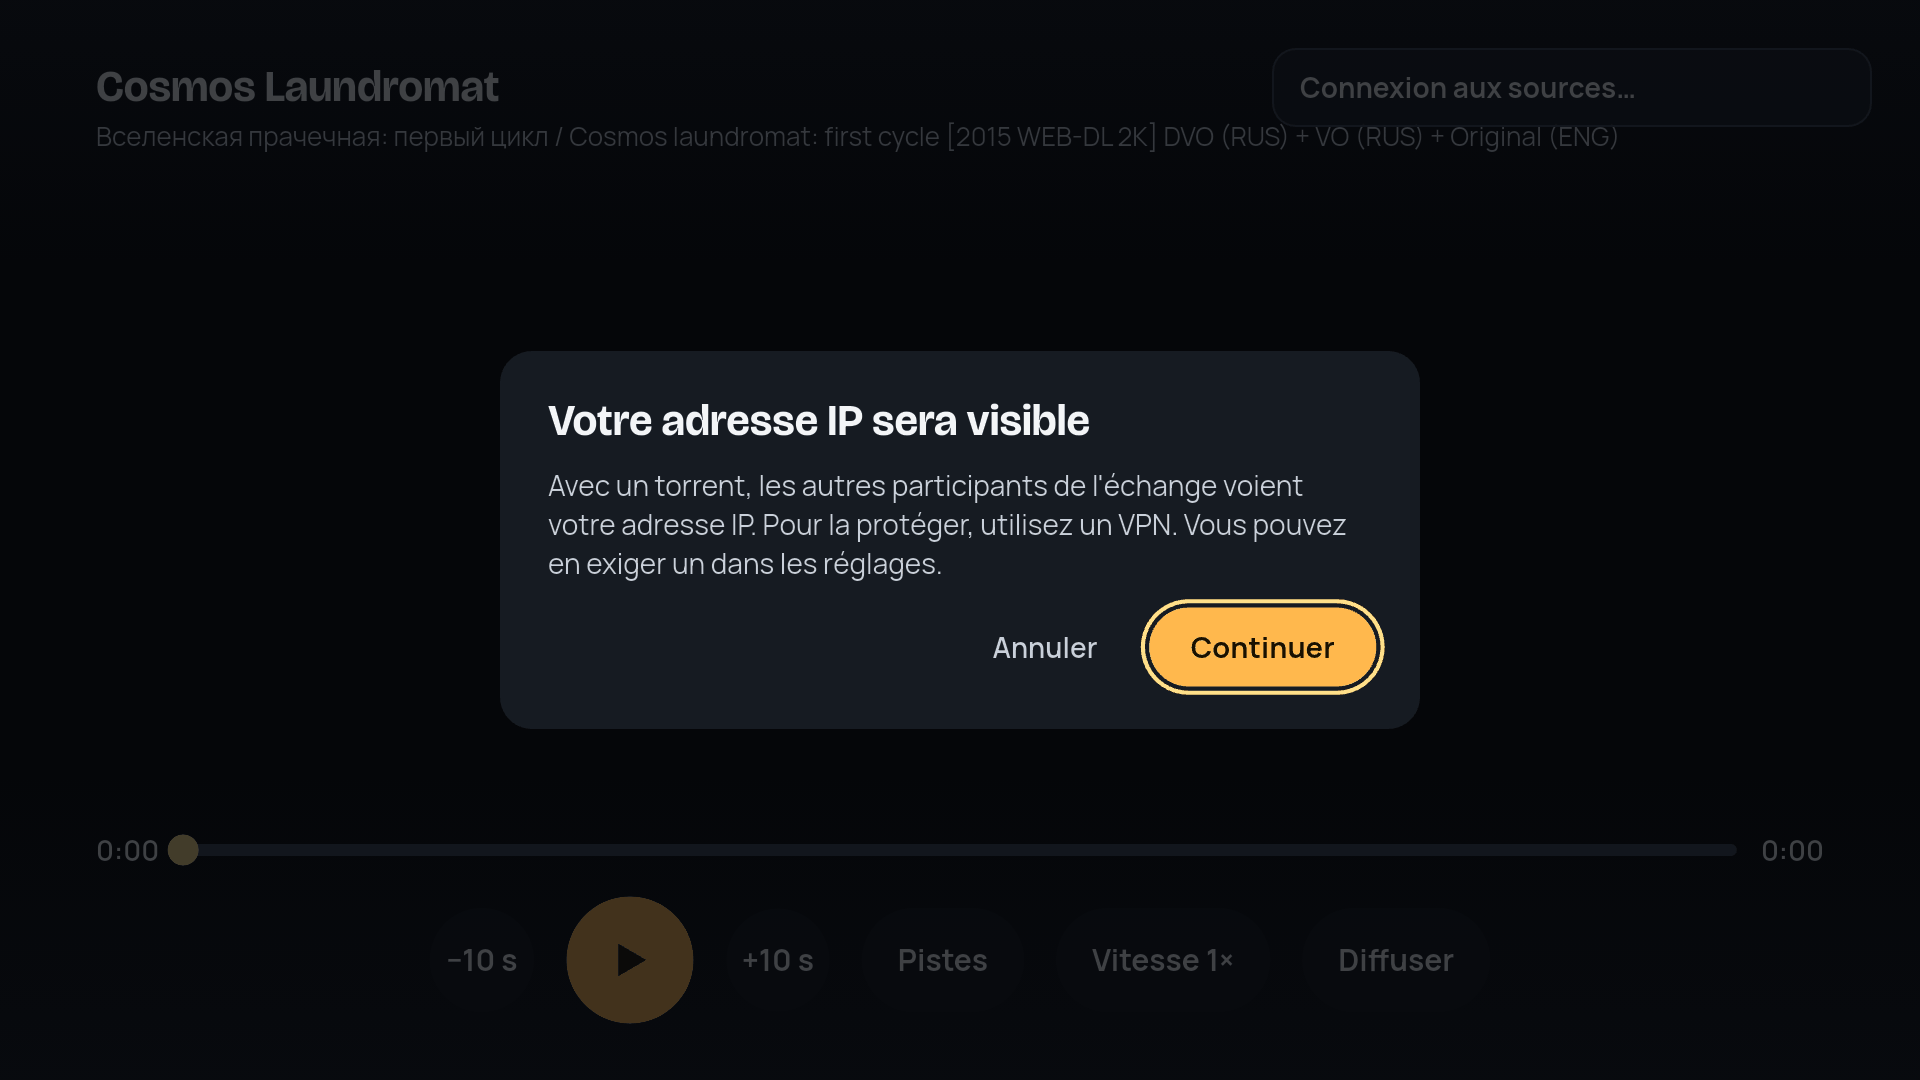 Cosmos Laundromat
Connexion aux sources…
Вселенская прачечная: первый цикл / Cosmos laundromat: first cycle [2015 WEB-DL 2K] DVO (RUS) + VO (RUS) + Original (ENG)
Votre adresse IP sera visible
Avec un torrent, les autres participants de l'échange voient
votre adresse IP. Pour la protéger, utilisez un VPN. Vous pouvez
en exiger un dans les réglages.
Annuler
Continuer
0:00
0:00
−10 s
+10 s
Pistes
Vitesse 1×
Diffuser